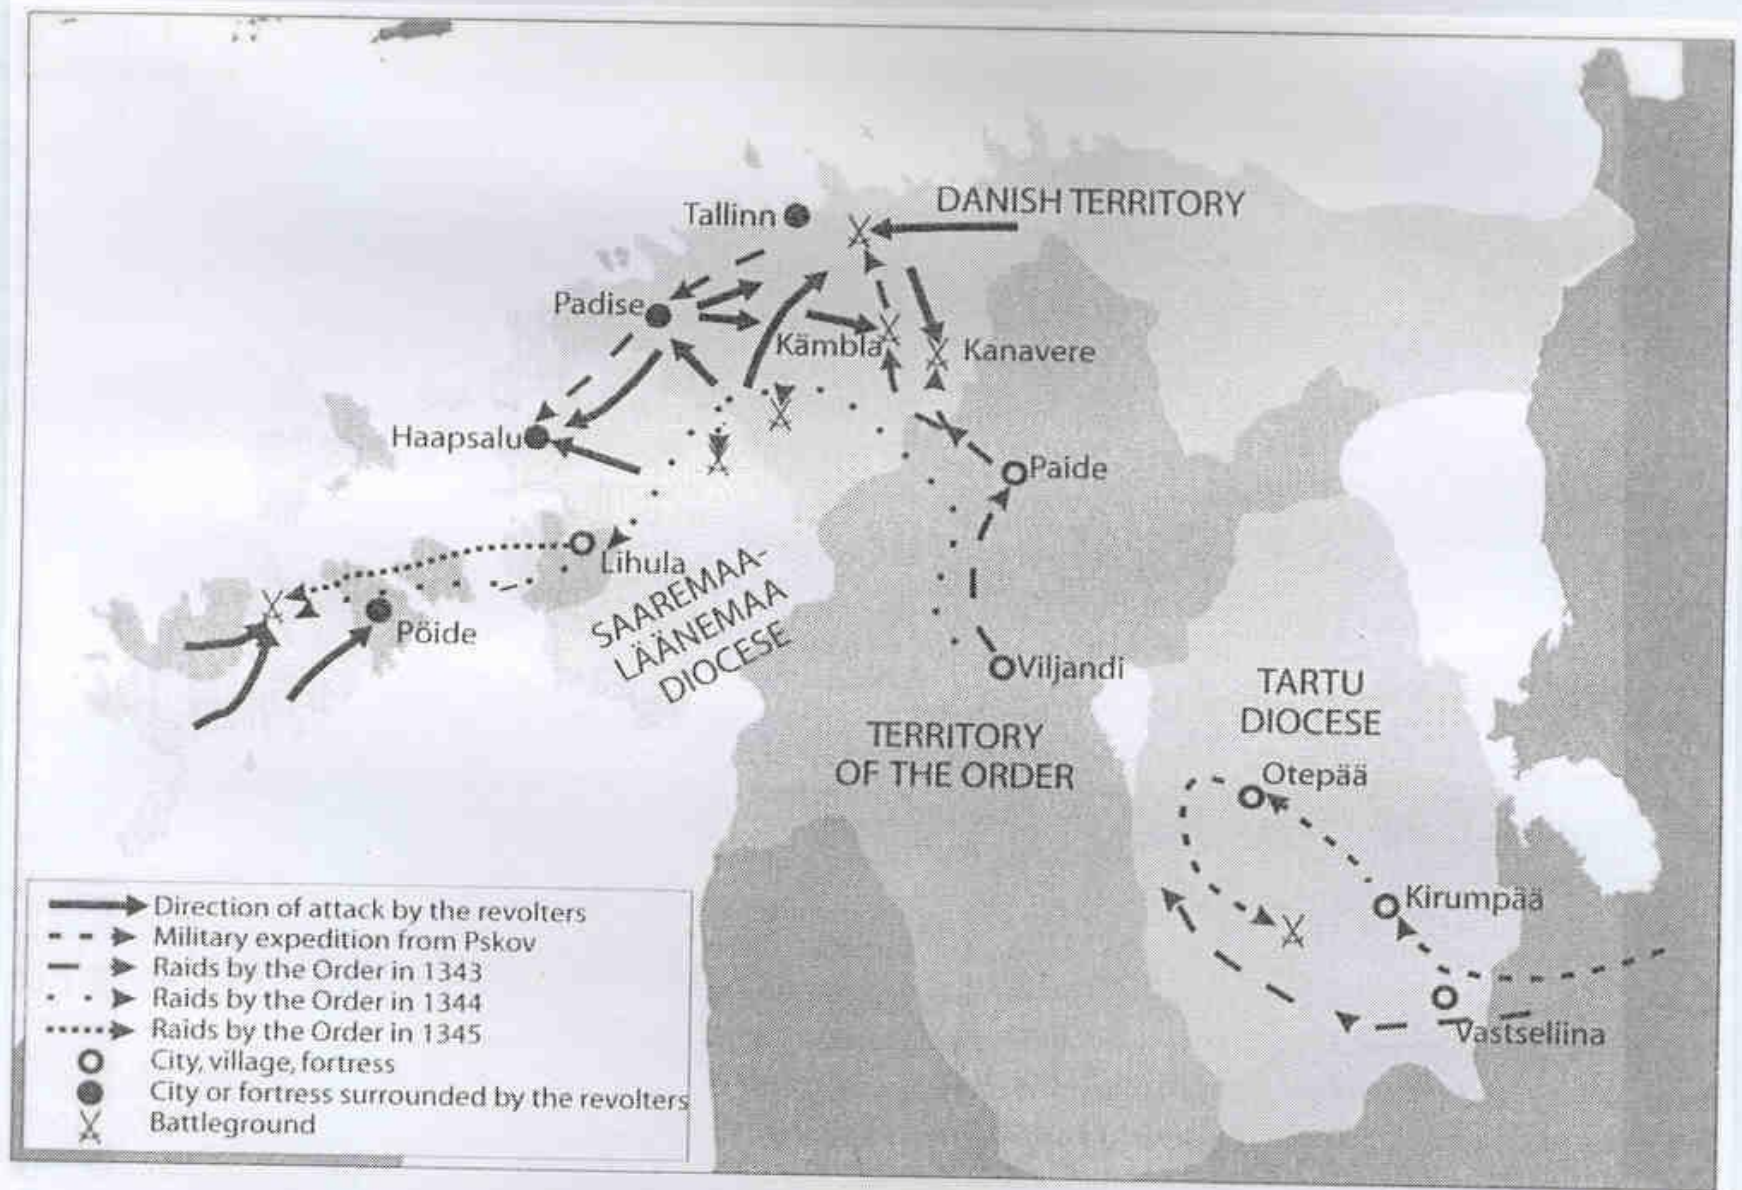 Tallinn
DANISH TERRITORY
Padise
Kämbla
Kanavere
Haapsalu
Paide
Lihula
SAAREMAA-
LÄÄNEMAA
DIOCESE
Pöide
Viljandi
TARTU
DIOCESE
TERRITORY
OF THE ORDER
Otepää
Kirumpää
Vastseliina
Direction of attack by the revolters
Military expedition from Pskov
Raids by the Order in 1343
Raids by the Order in 1344
Raids by the Order in 1345
City, village, fortress
City or fortress surrounded by the revolters
Battleground